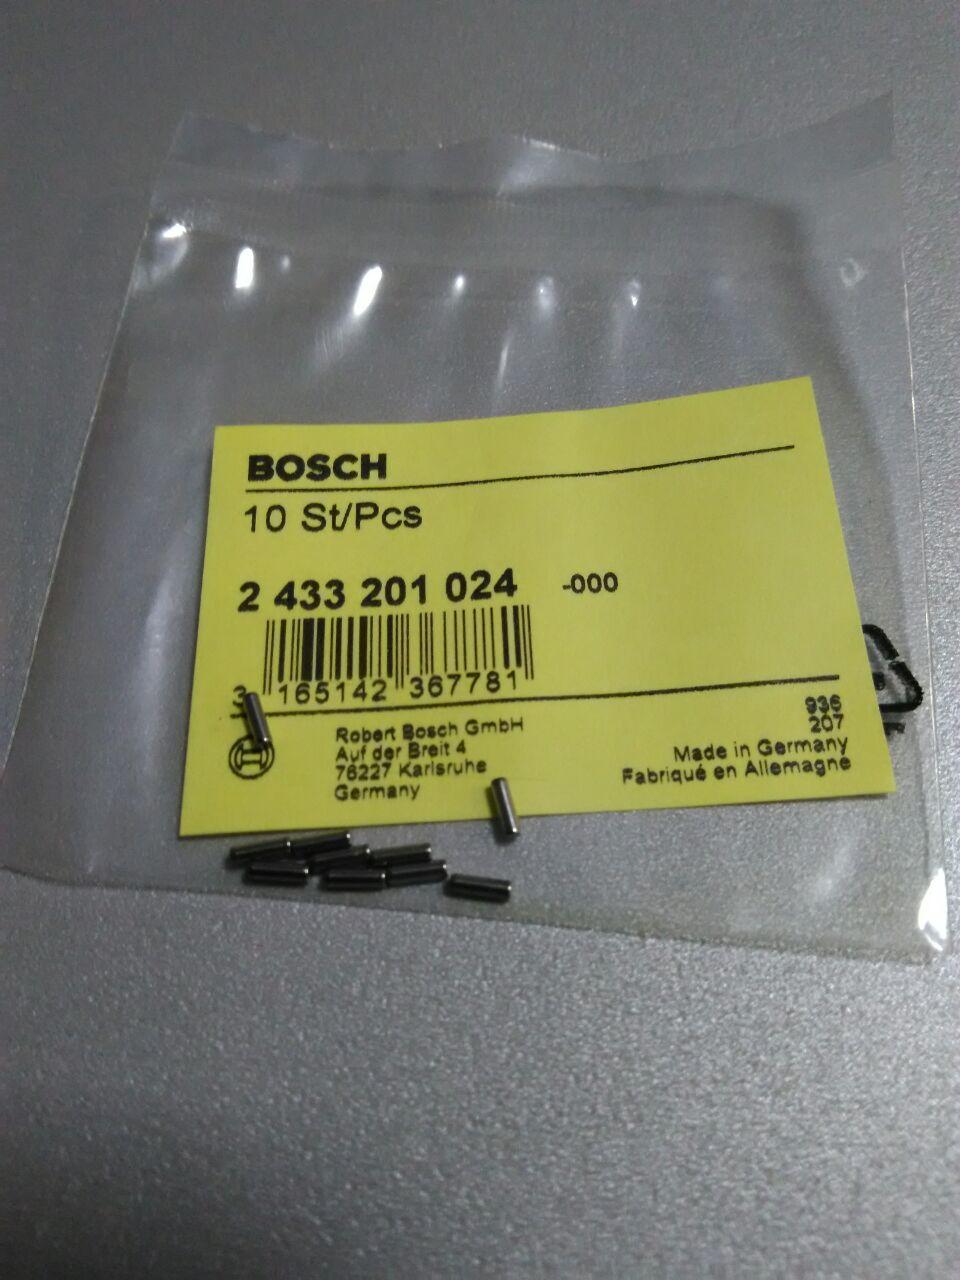 BOSCH
10 St/Pcs
2 433 201 024 -000
3 165142 367781
Robert Bosch GmbH
Auf der Breit 4
76227 Karlsruhe
Germany
936
207
Made in Germany
Fabriqué en Allemagne